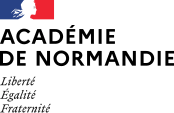 ACADÉMIE
DE NORMANDIE
Liberté
Égalité
Fraternité